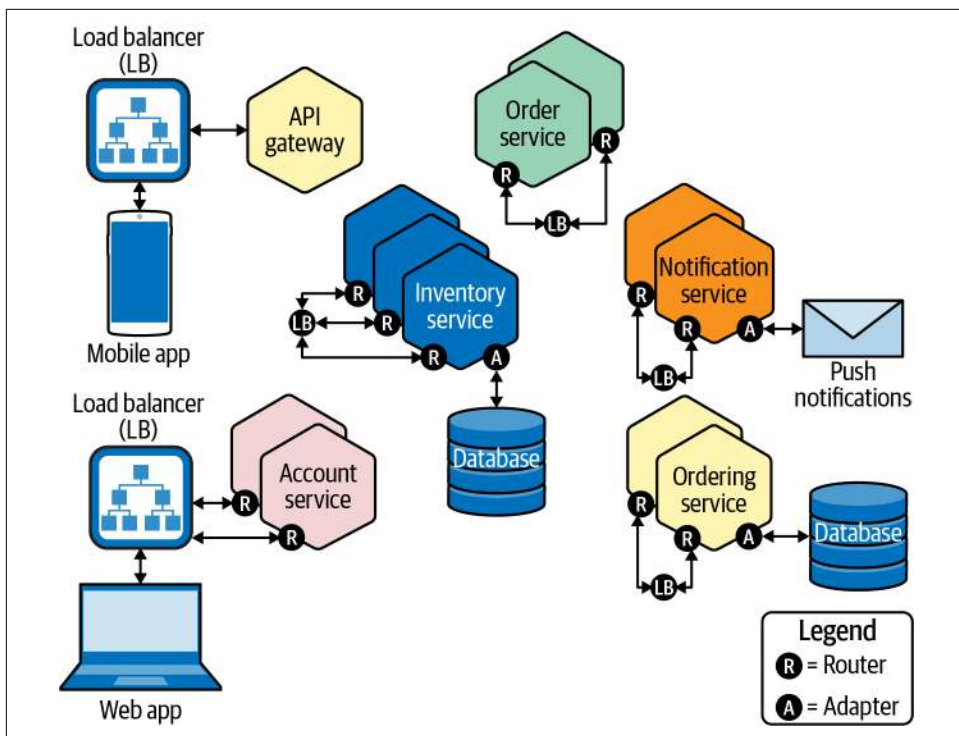 Load balancer
(LB)
API
gateway
Mobile app
Order
service
R
R
LB
Inventory
service
R
R
R
LB
A
Database
Notification
service
R
R
A
LB
Push
notifications
Load balancer
(LB)
Account
service
R
R
Web app
Ordering
service
R
R
A
LB
Database
Legend
R = Router
A = Adapter